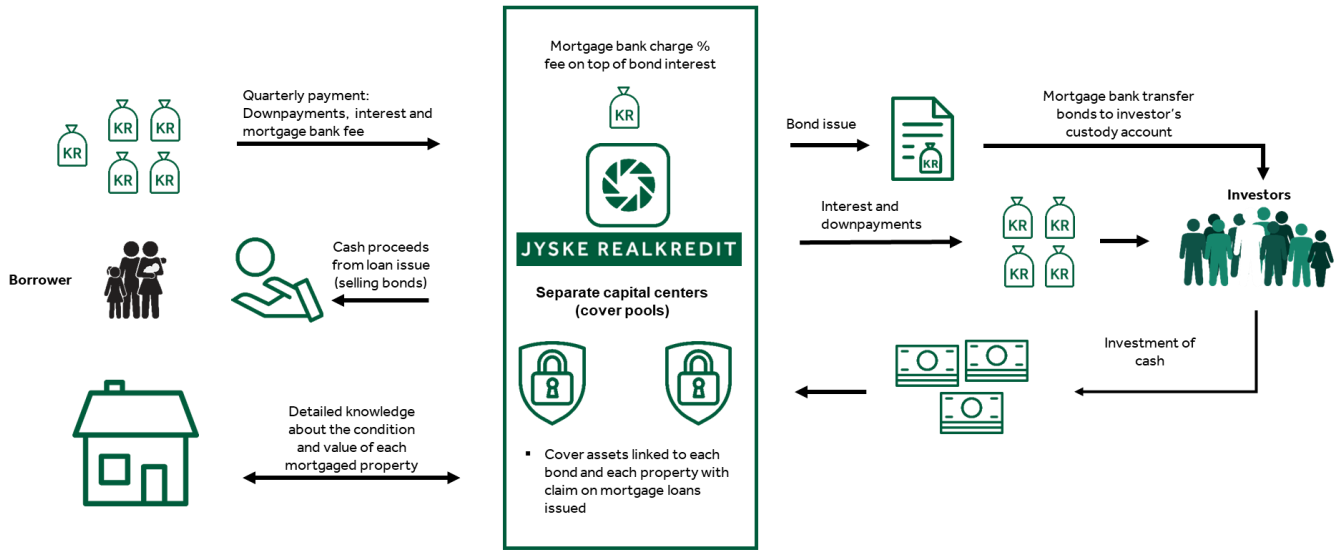 Mortgage bank charge %
fee on top of bond interest
KR
Quarterly payment:
Downpayments, interest and
mortgage bank fee
KR
KR
KR
KR
KR
Bond issue
KR
Mortgage bank transfer
bonds to investor's
custody account
JYSKE REALKREDIT
Interest and
downpayments
KR
KR
KR
KR
Investors
Borrower
Cash proceeds
from loan issue
(selling bonds)
Separate capital centers
(cover pools)
Investment of
cash
Detailed knowledge
about the condition
and value of each
mortgaged property
▪ Cover assets linked to each
bond and each property with
claim on mortgage loans
issued